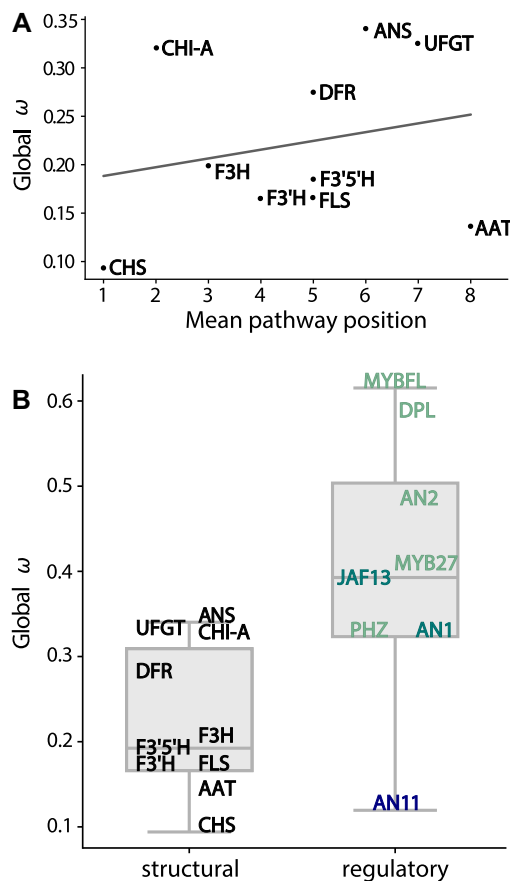 A
0.35
0.30
0.25
0.20
0.15
0.10
Global ω
CHI-A
ANS
UFGT
DFR
F3H
F3'5'H
F3'H
FLS
AAT
CHS
1 2 3 4 5 6 7 8
Mean pathway position
B
0.6
0.5
0.4
0.3
0.2
0.1
Global ω
MYBFL
DPL
AN2
MYB27
JAF13
PHZ AN1
AN11
ANS
UFGT
CHI-A
DFR
F3H
F3'5'H
F3'H FLS
AAT
CHS
structural regulatory